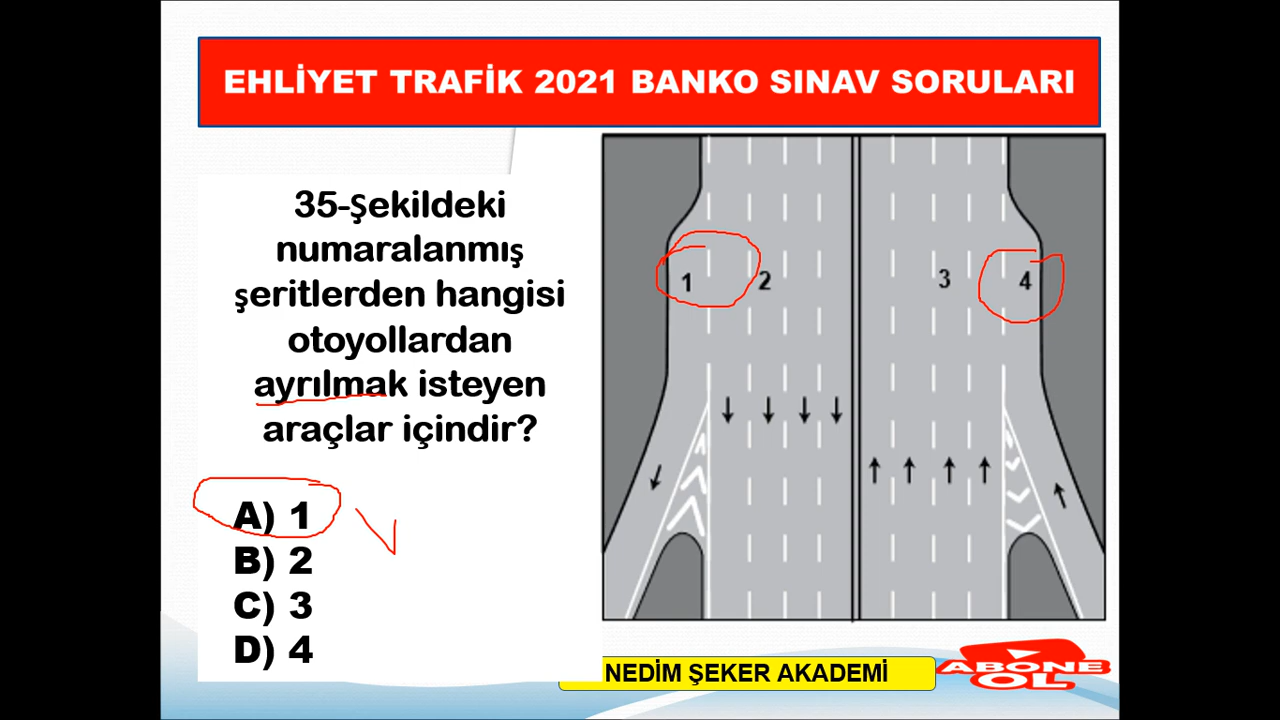 EHLİYET TRAFİK 2021 BANKO SINAV SORULARI
35-Şekildeki
numaralanmış
şeritlerden hangisi
otoyollardan
ayrılmak isteyen
araçlar içindir?
A) 1
B) 2
C) 3
D) 4
1 2 3 4
NEDİM ŞEKER AKADEMİ
ABONE
OL